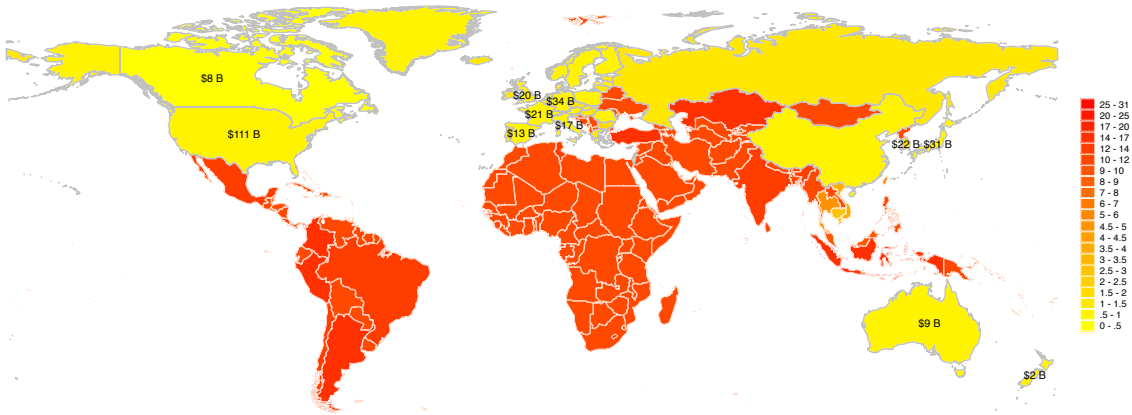 $8 B
$111 B
$20 B
$34 B
$21 B
$17 B
$13 B
$22 B
$31 B
$9 B
$2 B
25 - 31
20 - 25
17 - 20
14 - 17
12 - 14
10 - 12
9 - 10
8 - 9
7 - 8
6 - 7
5 - 6
4.5 - 5
4 - 4.5
3.5 - 4
3 - 3.5
2.5 - 3
2 - 2.5
1.5 - 2
1 - 1.5
.5 - 1
0 - .5